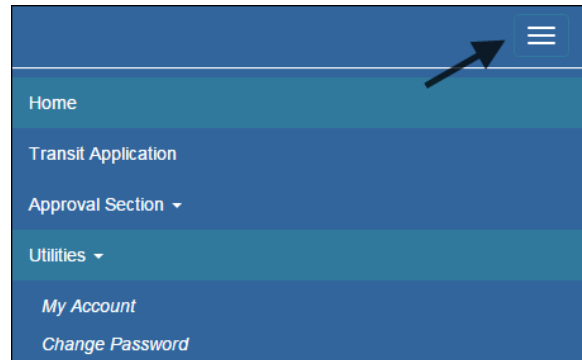 Home
Transit Application
Approval Section
Utilities
My Account
Change Password